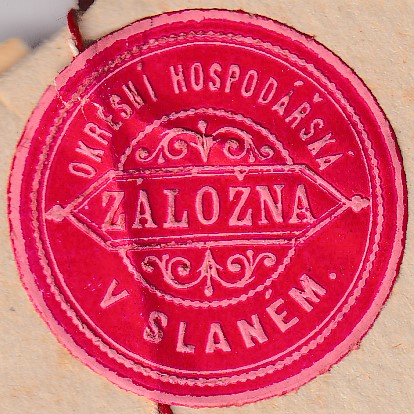 OKRESNÍ HOSPODÁŘSKÁ
ZÁLOŽNA
V SLANÉM.